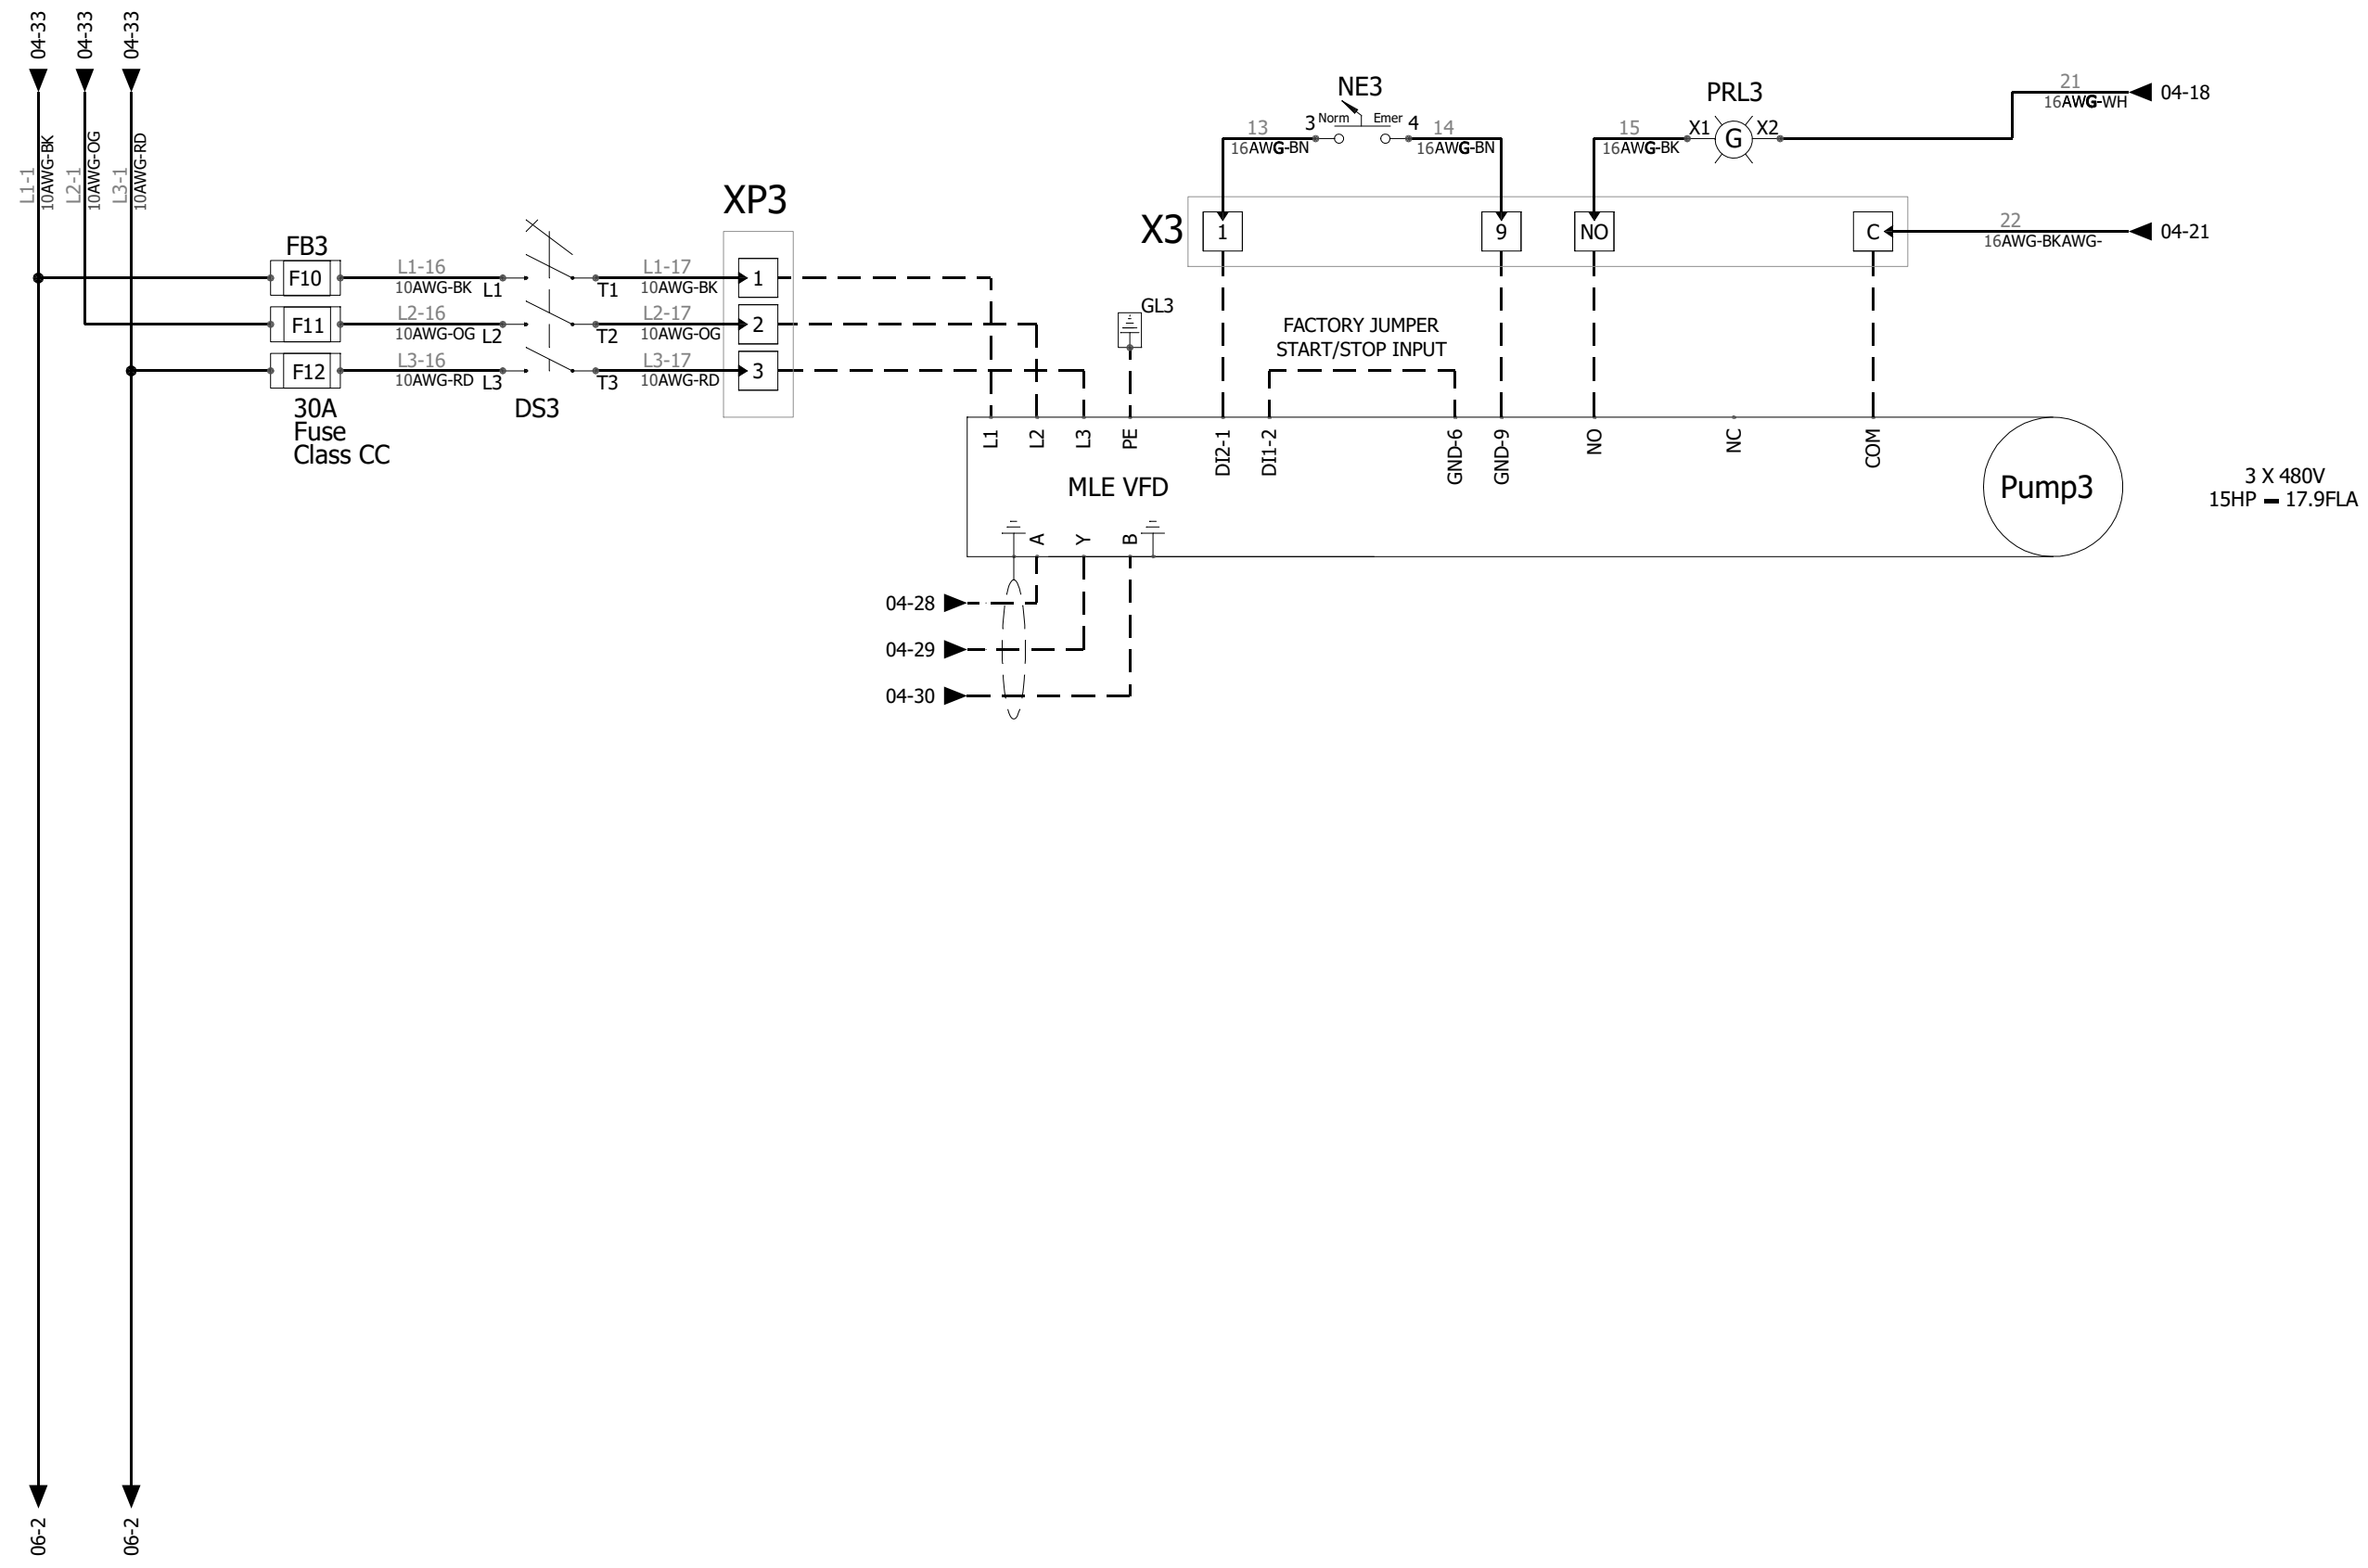 04-33
04-33
04-33
L1-1
10AWG-BK
L2-1
10AWG-OG
L3-1
10AWG-RD
NE3
3 Norm Emer 4
13
16AWG-BN
14
16AWG-BN
PRL3
15
16AWG-BK
X1 G X2
21
16AWG-WH
04-18
X3
1
9
NO
C
22
16AWG-BKAWG-
04-21
XP3
FB3
F10
L1-16
10AWG-BK
L1
T1
L1-17
10AWG-BK
1
F11
L2-16
10AWG-OG
L2
T2
L2-17
10AWG-OG
2
F12
L3-16
10AWG-RD
L3
T3
L3-17
10AWG-RD
3
30A
Fuse
Class CC
DS3
GL3
FACTORY JUMPER
START/STOP INPUT
L1
L2
L3
PE
DI2-1
DI1-2
GND-6
GND-9
NO
NC
COM
MLE VFD
Pump3
3 X 480V
15HP - 17.9FLA
A
Y
B
04-28
04-29
04-30
06-2
06-2